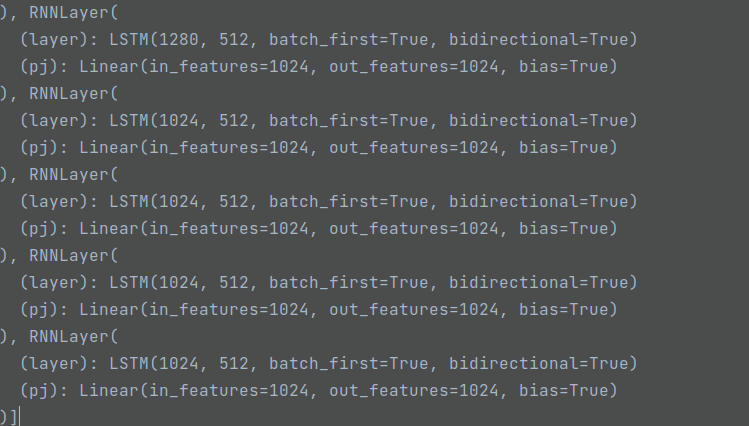 ), RNNLayer(
  (layer): LSTM(1280, 512, batch_first=True, bidirectional=True)
  (pj): Linear(in_features=1024, out_features=1024, bias=True)
), RNNLayer(
  (layer): LSTM(1024, 512, batch_first=True, bidirectional=True)
  (pj): Linear(in_features=1024, out_features=1024, bias=True)
), RNNLayer(
  (layer): LSTM(1024, 512, batch_first=True, bidirectional=True)
  (pj): Linear(in_features=1024, out_features=1024, bias=True)
), RNNLayer(
  (layer): LSTM(1024, 512, batch_first=True, bidirectional=True)
  (pj): Linear(in_features=1024, out_features=1024, bias=True)
), RNNLayer(
  (layer): LSTM(1024, 512, batch_first=True, bidirectional=True)
  (pj): Linear(in_features=1024, out_features=1024, bias=True)
)]